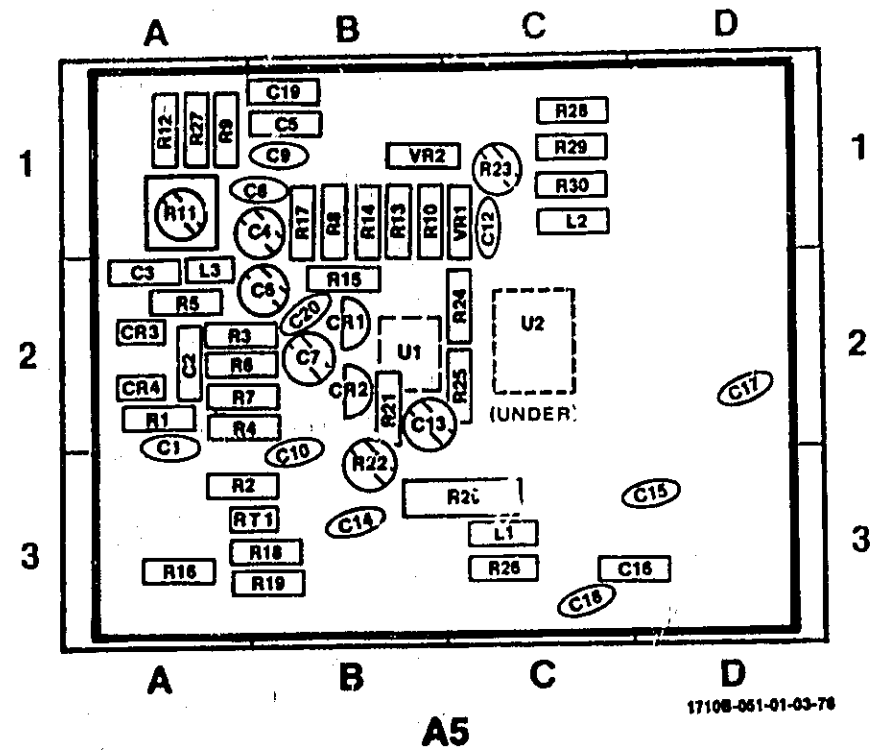 A B C D
C19
R12 R27 R9 C5 R28
1 C9 VR2 R23 R29 1
C8 R30
R11 C4 R17 R8 R14 R13 R10 VR1 C12 L2
C3 L3 C6 R15
R5 C20 CR1 R24 U2
CR3 C2 R3 U1
2 R6 C7 2
CR4 R7 CR2 R21 R25 C17
R1 R4 C13 (UNDER)
C1 C10 R22
R2 C15
RT1 C14
R18 L1
3 R16 R26 C16 3
R19 C18
A B C D
1710B-051-01-03-76
A5